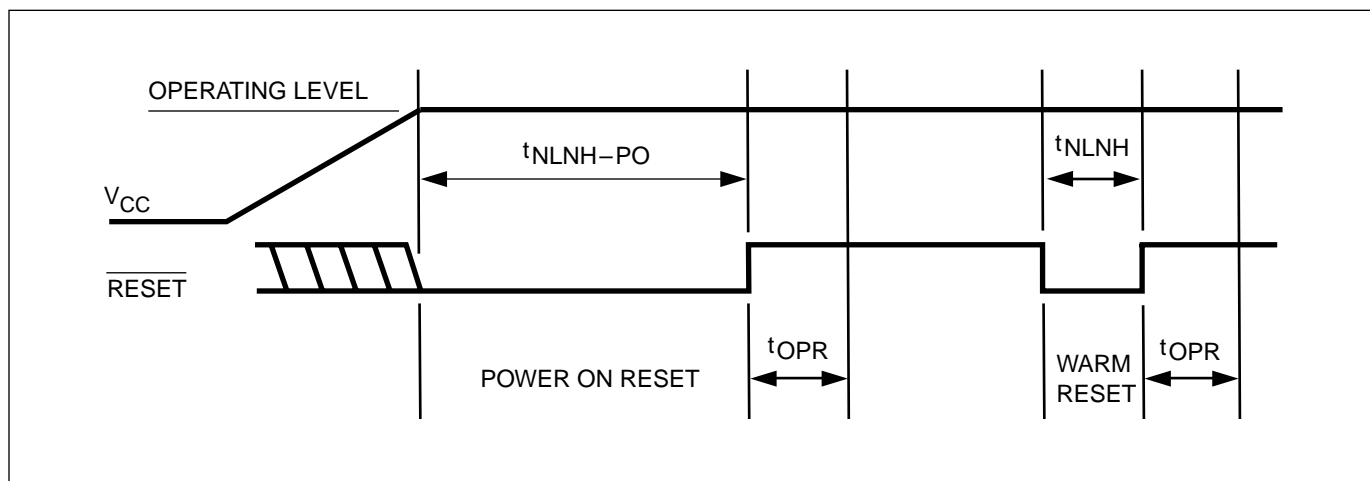 OPERATING LEVEL
tNLNH–PO
tNLNH
VCC
RESET
tOPR
tOPR
POWER ON RESET
WARM
RESET